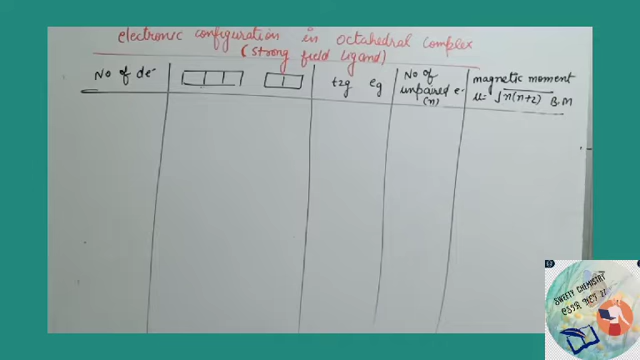 electronic configuration in octahedral complex
(strong field ligand)
No of de⁻
t2g eg
No of unpaired e⁻ (n)
magnetic moment
μ= √n(n+2) B.M
SWEETY CHEMISTRY